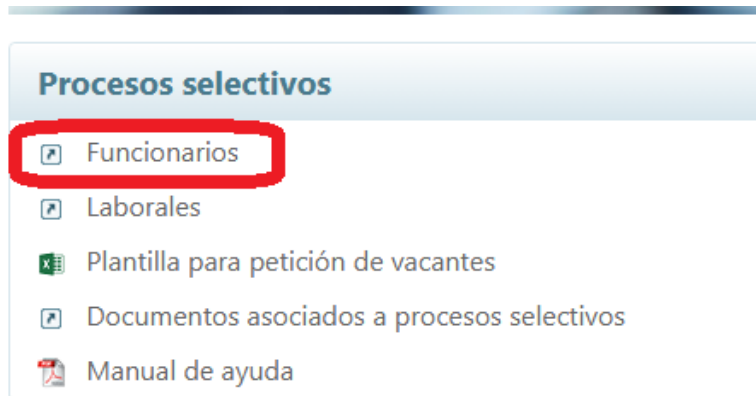 Procesos selectivos
Funcionarios
Laborales
Plantilla para petición de vacantes
Documentos asociados a procesos selectivos
Manual de ayuda